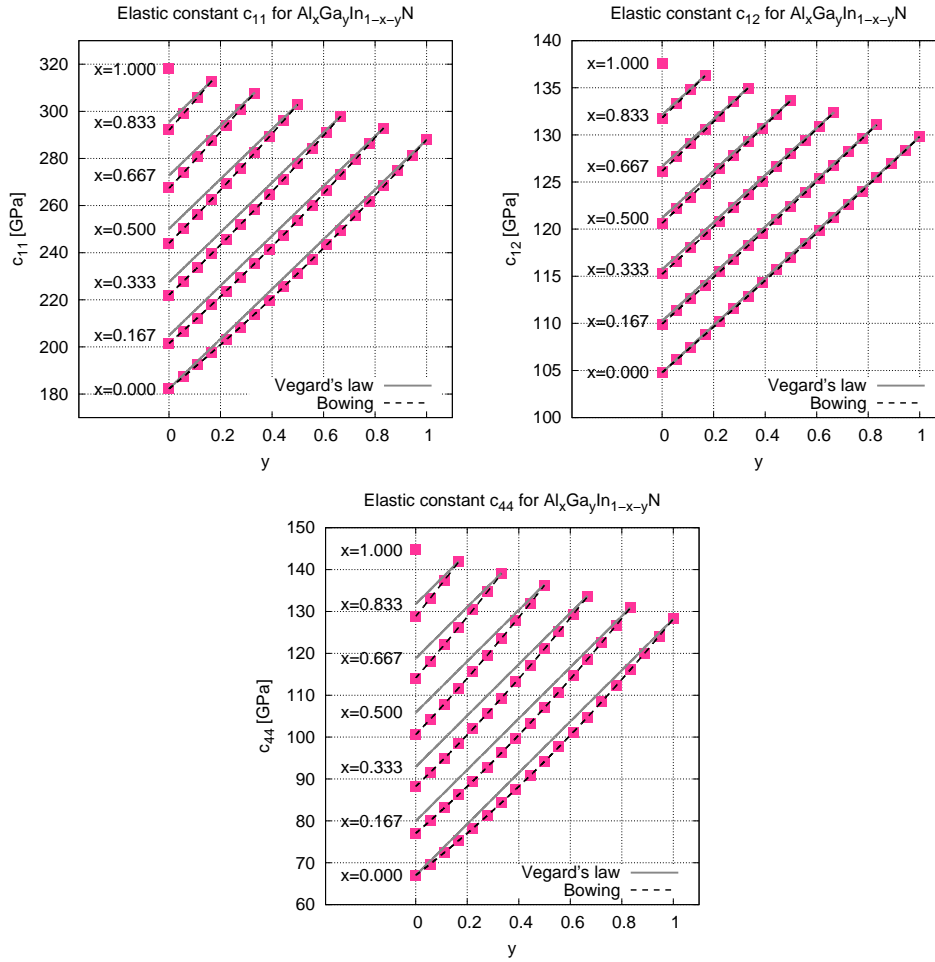 Elastic constant c11 for AlxGayIn1−x−yN
c11 [GPa]
320
300
280
260
240
220
200
180
x=1.000
x=0.833
x=0.667
x=0.500
x=0.333
x=0.167
x=0.000
Vegard's law
Bowing
0 0.2 0.4 0.6 0.8 1
y
Elastic constant c12 for AlxGayIn1−x−yN
c12 [GPa]
140
135
130
125
120
115
110
105
100
x=1.000
x=0.833
x=0.667
x=0.500
x=0.333
x=0.167
x=0.000
Vegard's law
Bowing
0 0.2 0.4 0.6 0.8 1
y
Elastic constant c44 for AlxGayIn1−x−yN
c44 [GPa]
150
140
130
120
110
100
90
80
70
60
x=1.000
x=0.833
x=0.667
x=0.500
x=0.333
x=0.167
x=0.000
Vegard's law
Bowing
0 0.2 0.4 0.6 0.8 1
y